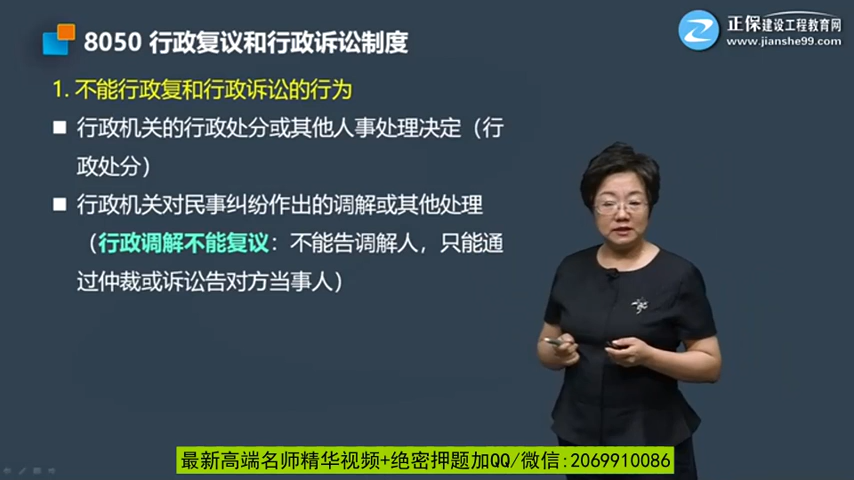 8050 行政复议和行政诉讼制度
正保建设工程教育网
www.jianshe99.com
1. 不能行政复和行政诉讼的行为
行政机关的行政处分或其他人事处理决定（行
政处分）
行政机关对民事纠纷作出的调解或其他处理
（行政调解不能复议：不能告调解人，只能通
过仲裁或诉讼告对方当事人）
最新高端名师精华视频+绝密押题加QQ/微信:2069910086